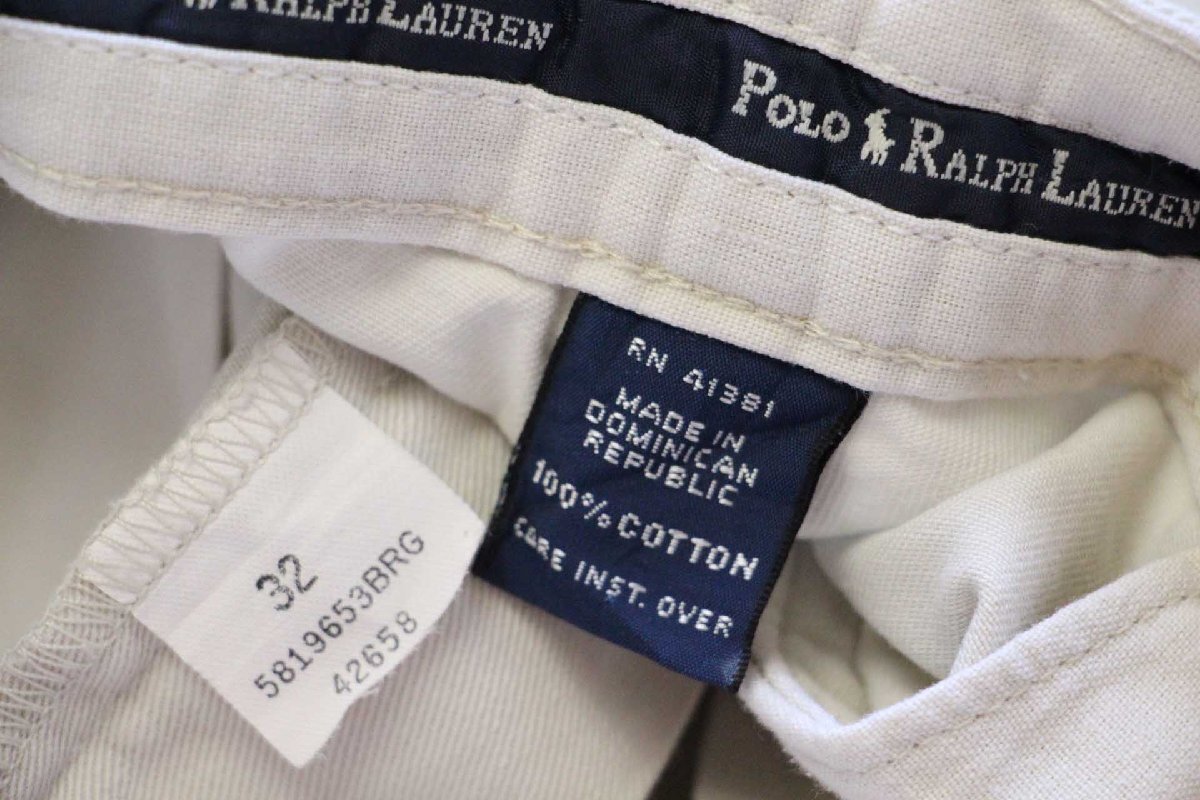 RALPH LAUREN
POLO RALPH LAUREN
RN 41381
MADE IN
DOMINICAN
REPUBLIC
100% COTTON
CARE INST. OVER
32
5819653BRG
42658